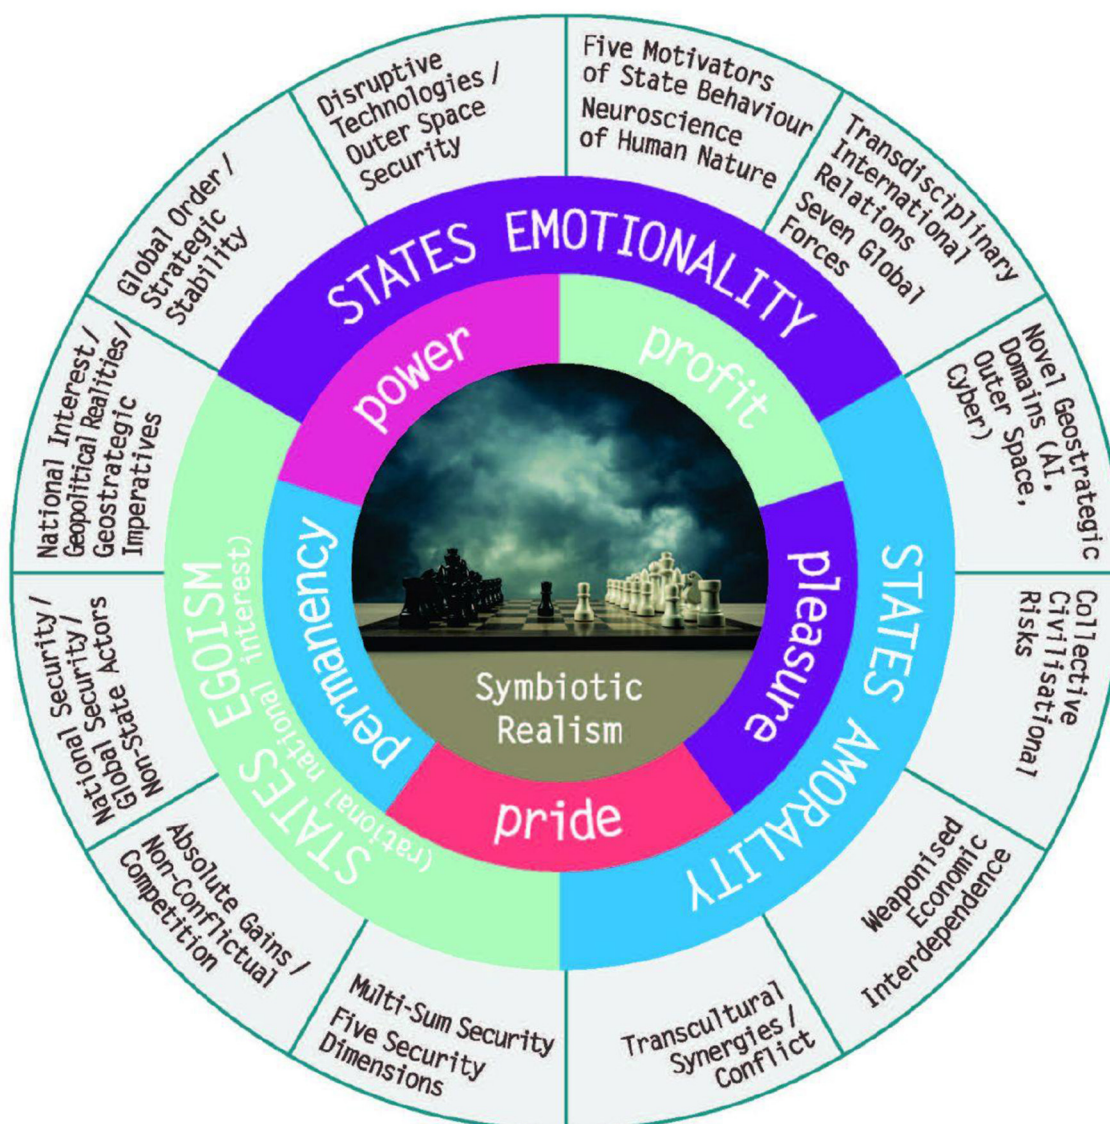 Five Motivators
of State Behaviour
Neuroscience
of Human Nature
Transdisciplinary
International
Relations
Seven Global
Forces
Novel Geostrategic
Domains (AI,
Outer Space,
Cyber)
Collective
Civilisational
Risks
Weaponised
Economic
Interdependence
Transcultural
Synergies/
Conflict
Multi-Sum Security
Five Security
Dimensions
Absolute Gains/
Non-Conflictual
Competition
National Security/
National Security/
Global Security/
Non-State Actors
National Interest/
Geopolitical Realities/
Geostrategic
Imperatives
Global Order/
Strategic
Stability
Disruptive
Technologies/
Outer Space
Security
STATES EMOTIONALITY
STATES AMORALITY
STATES EGOISM
(rational national interest)
power
profit
pleasure
pride
permanency
Symbiotic
Realism